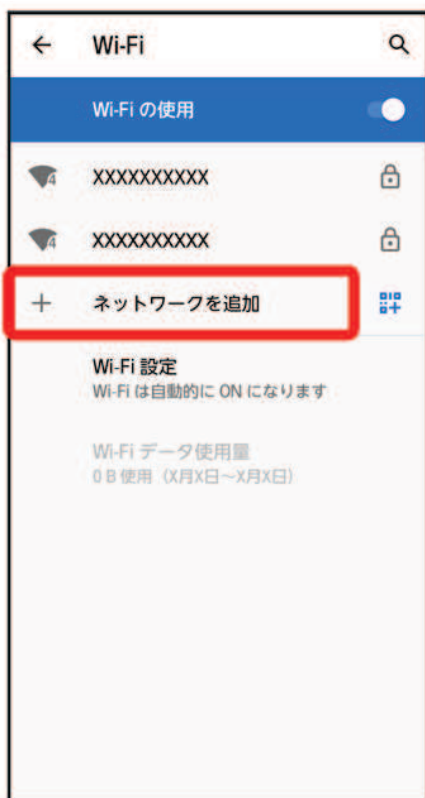 Wi-Fi
Wi-Fi の使用
XXXXXXXXXX
XXXXXXXXXX
ネットワークを追加
Wi-Fi 設定
Wi-Fi は自動的に ON になります
Wi-Fi データ使用量
0 B 使用（X月X日～X月X日）